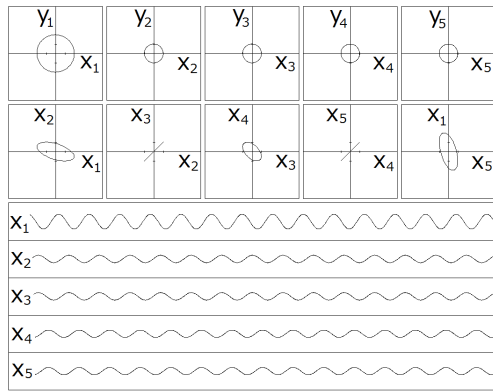 y₁ y₂ y₃ y₄ y₅
x₁ x₂ x₃ x₄ x₅
x₂ x₃ x₄ x₅ x₁
x₁ x₂ x₃ x₄ x₅
x₁
x₂
x₃
x₄
x₅